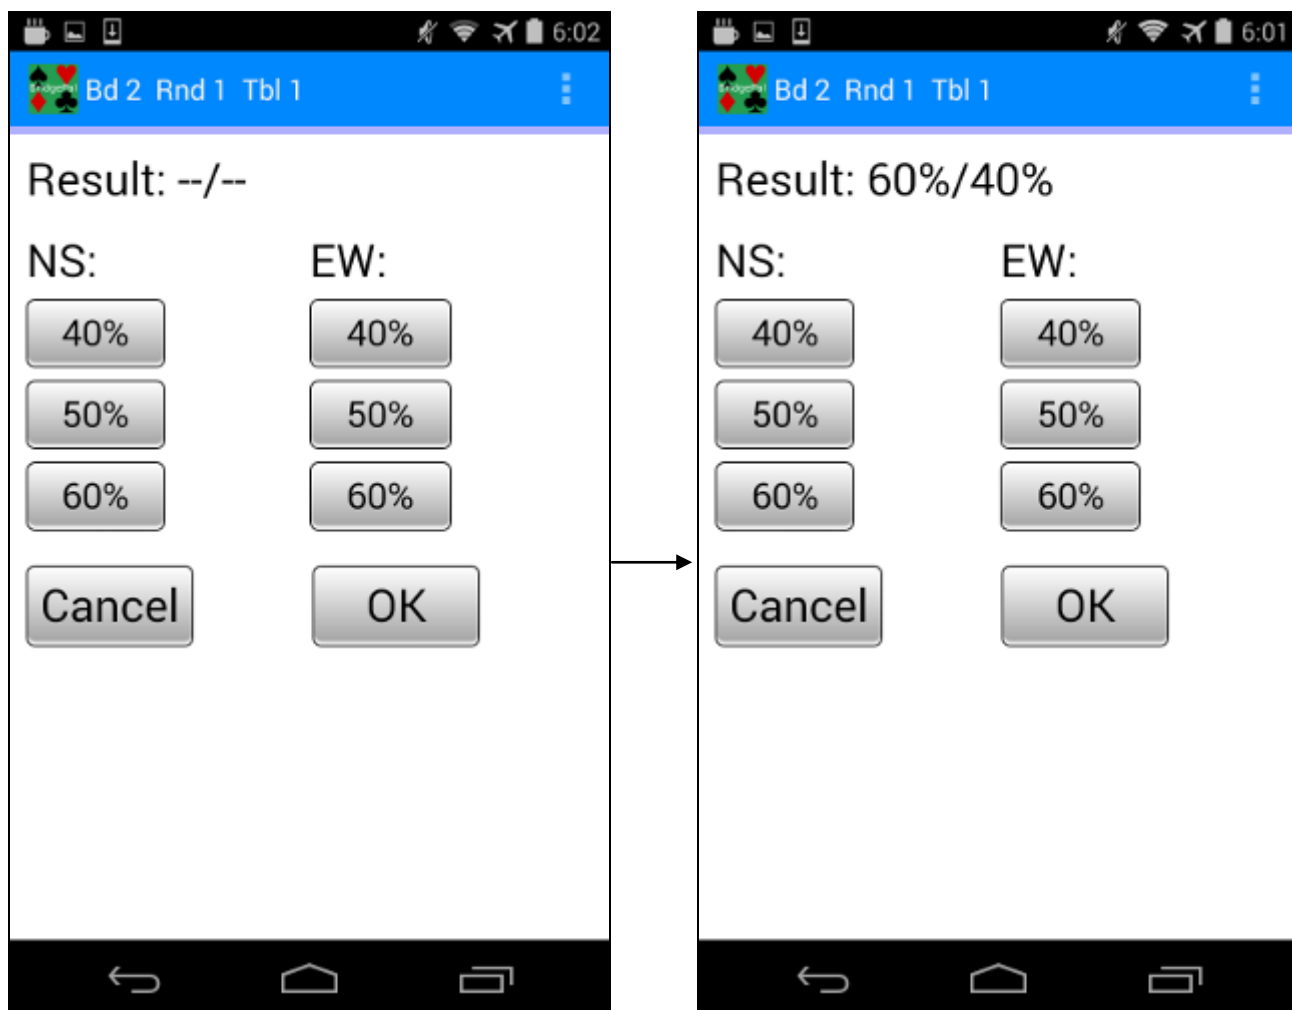 6:02
Bd 2 Rnd 1 Tbl 1
Result: --/--
NS: EW:
40% 40%
50% 50%
60% 60%
Cancel OK
6:01
Bd 2 Rnd 1 Tbl 1
Result: 60%/40%
NS: EW:
40% 40%
50% 50%
60% 60%
Cancel OK